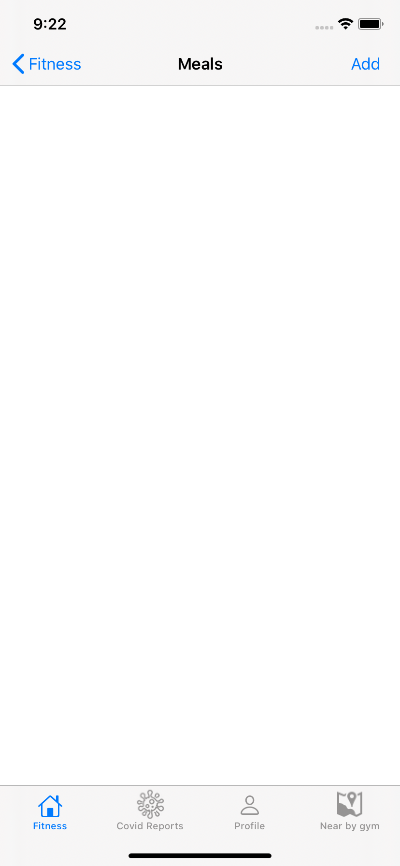 9:22
Fitness
Meals
Add
Fitness
Covid Reports
Profile
Near by gym